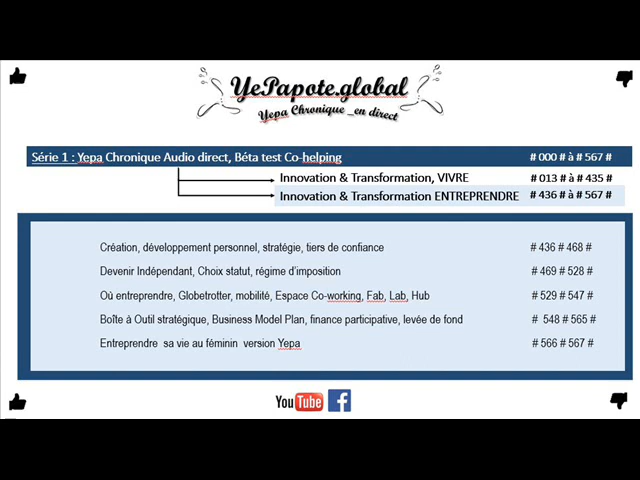 YePapote.global
Yepa Chronique _en direct
Série 1 : Yepa Chronique Audio direct, Béta test Co-helping # 000 # à # 567 #
Innovation & Transformation, VIVRE # 013 # à # 435 #
Innovation & Transformation ENTREPRENDRE # 436 # à # 567 #
Création, développement personnel, stratégie, tiers de confiance # 436 # 468 #
Devenir Indépendant, Choix statut, régime d'imposition # 469 # 528 #
Où entreprendre, Globetrotter, mobilité, Espace Co-working, Fab, Lab, Hub # 529 # 547 #
Boîte à Outil stratégique, Business Model Plan, finance participative, levée de fond # 548 # 565 #
Entreprendre sa vie au féminin version Yepa # 566 # 567 #
YouTube f